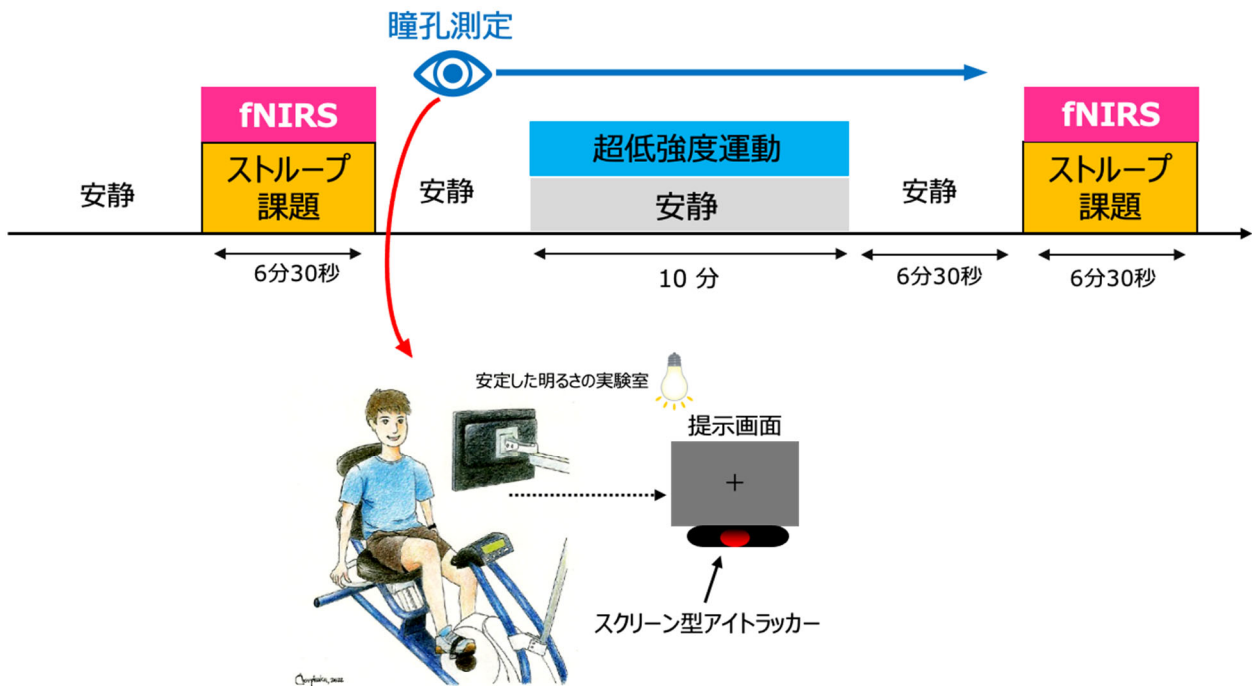 瞳孔測定
fNIRS
ストループ
課題
超低強度運動
fNIRS
ストループ
課題
安静
安静
安静
安静
6分30秒
10 分
6分30秒
6分30秒
安定した明るさの実験室
提示画面
+
スクリーン型アイトラッカー